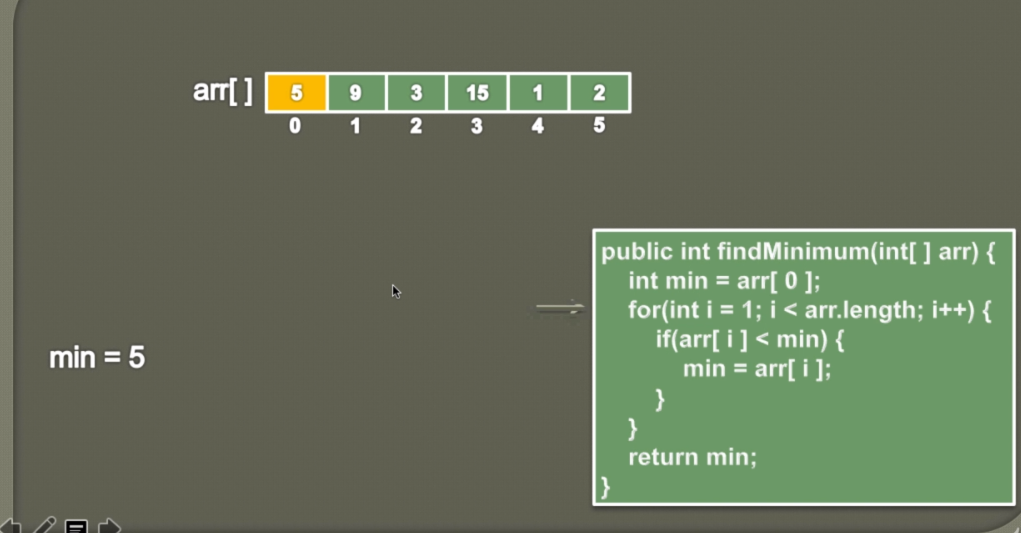 arr[ ] 5 9 3 15 1 2
0 1 2 3 4 5
public int findMinimum(int[ ] arr) {
int min = arr[ 0 ];
for(int i = 1; i < arr.length; i++) {
if(arr[ i ] < min) {
min = arr[ i ];
}
}
return min;
}
min = 5